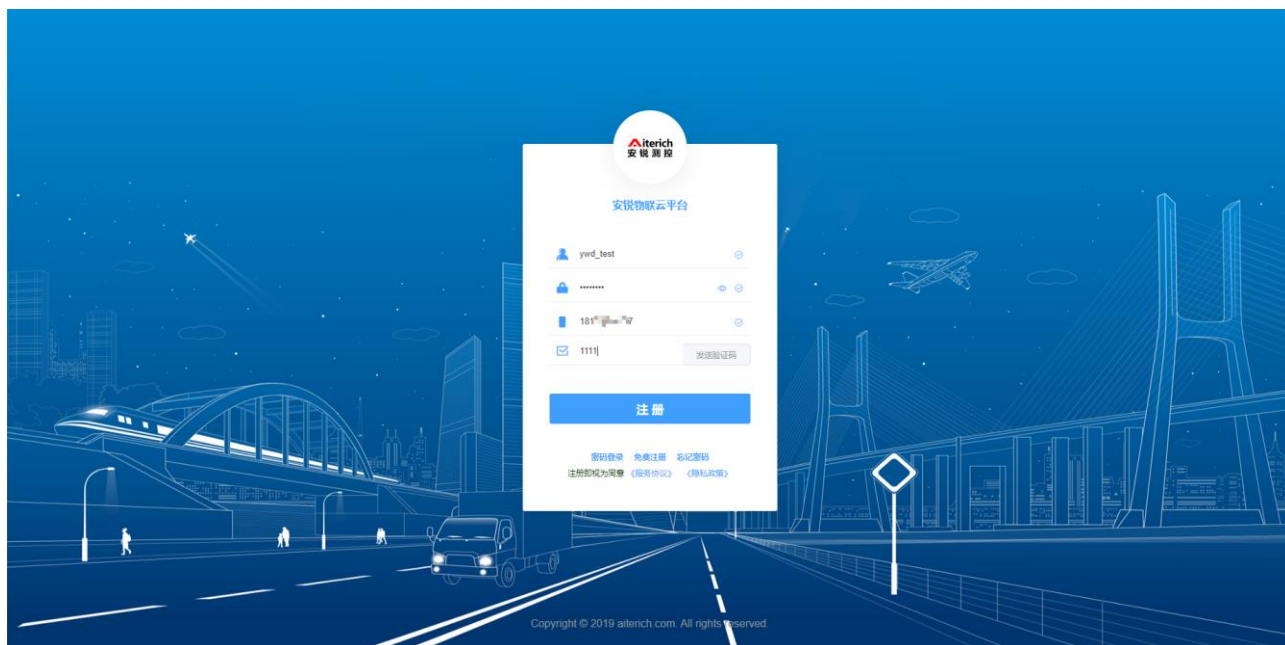 Aiterich
安锐测控
安锐物联云平台
ywd_test
········
1111
发送验证码
注册
密码登录 免费注册 忘记密码
注册即视为同意《服务协议》 《隐私政策》
Copyright © 2019 aiterich.com. All rights reserved.